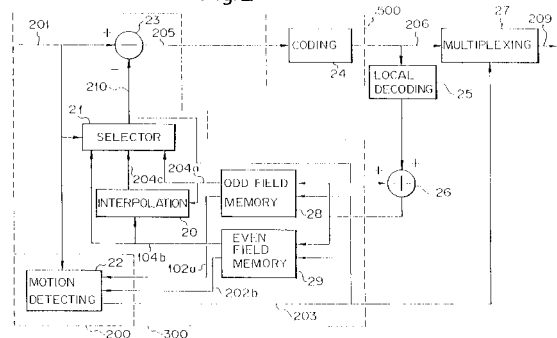 Fig. 2
201
+
23
−
205
500
206
27
209
CODING
24
MULTIPLEXING
LOCAL
DECODING
25
210
21
SELECTOR
204c
204a
+
+
26
INTERPOLATION
20
ODD FIELD
MEMORY
28
EVEN
FIELD
MEMORY
29
104b
102a
22
MOTION
DETECTING
202b
203
200
300